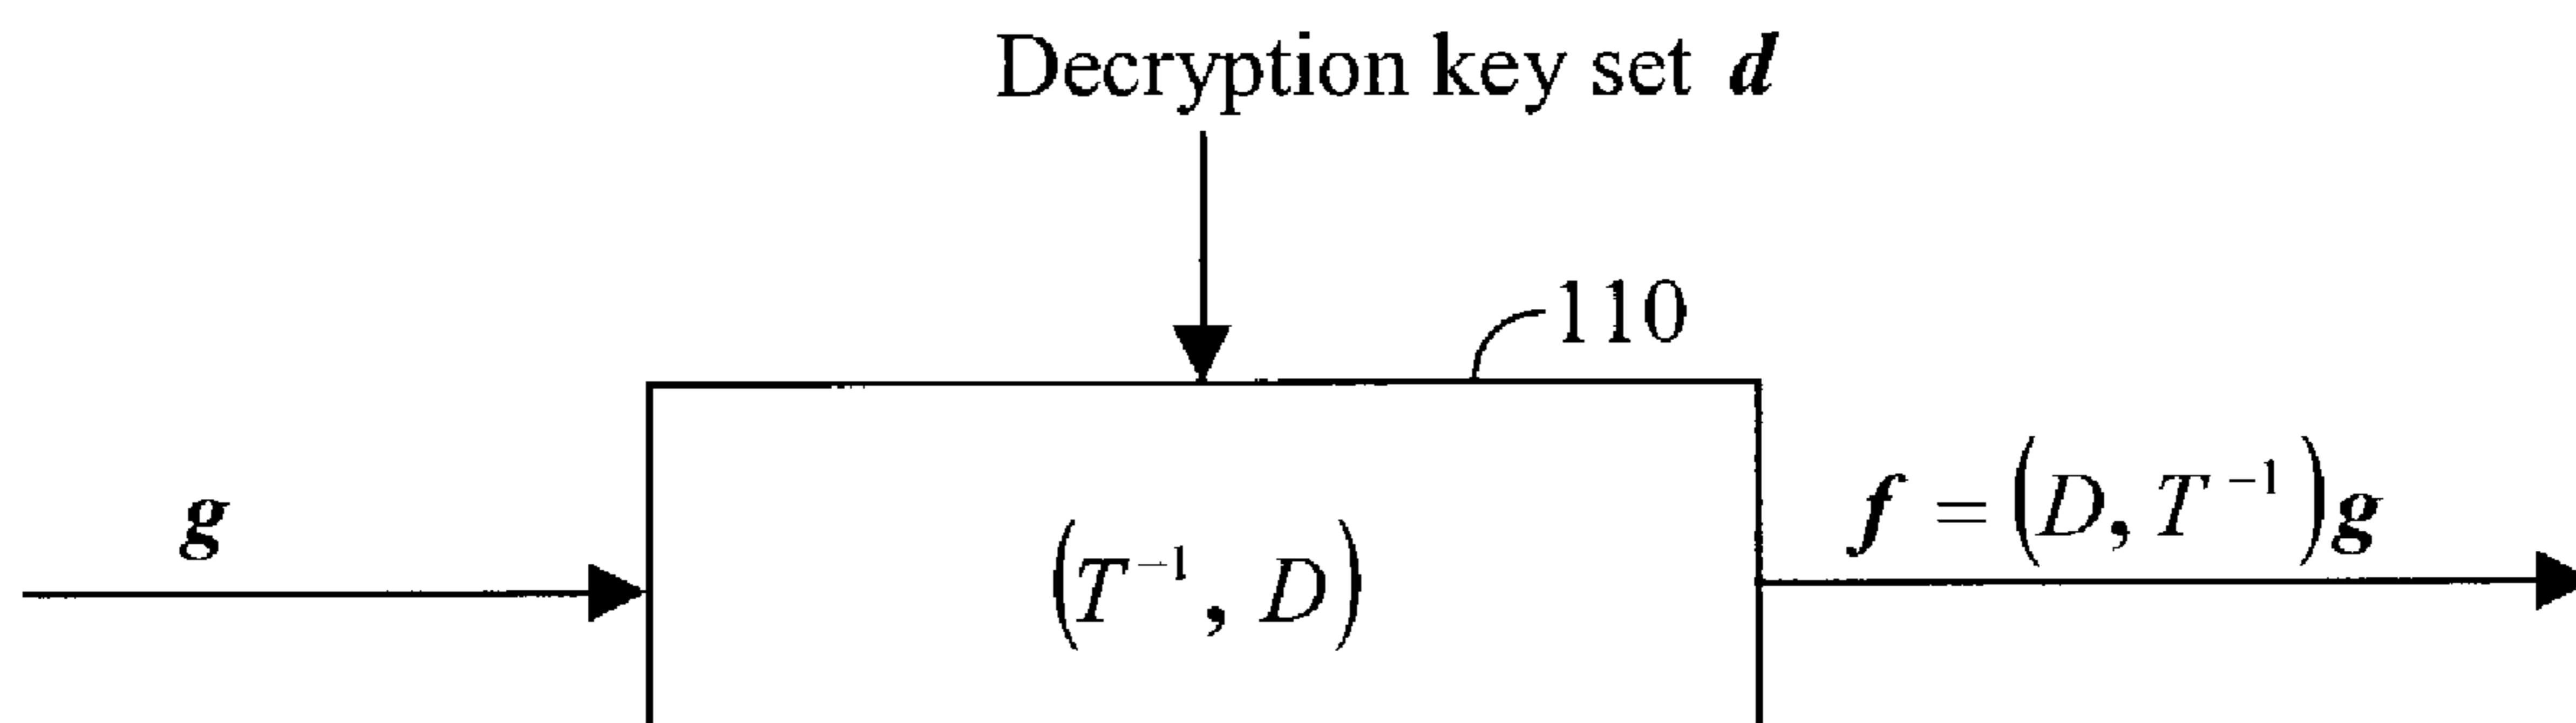 Decryption key set d
110
g
f = (D, T⁻¹)g
(T⁻¹, D)